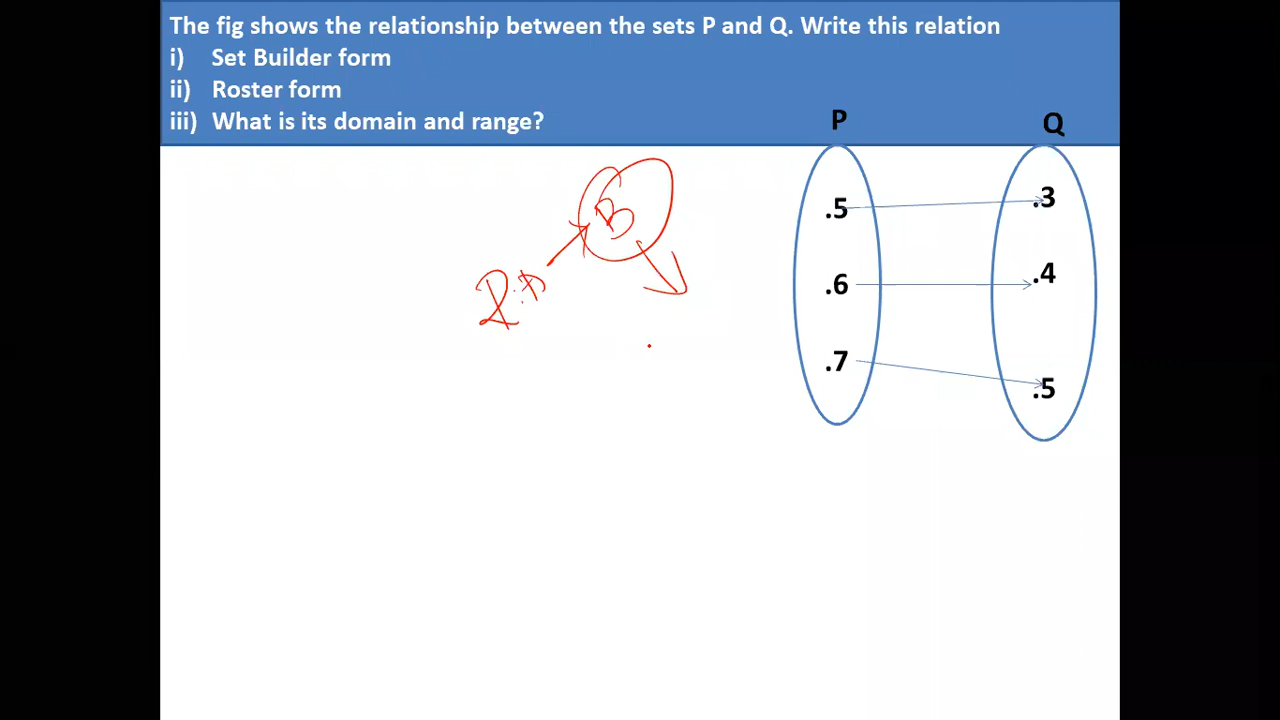 The fig shows the relationship between the sets P and Q. Write this relation
i) Set Builder form
ii) Roster form
iii) What is its domain and range?
P Q
.5 .3
.6 .4
.7 .5
B
R:A